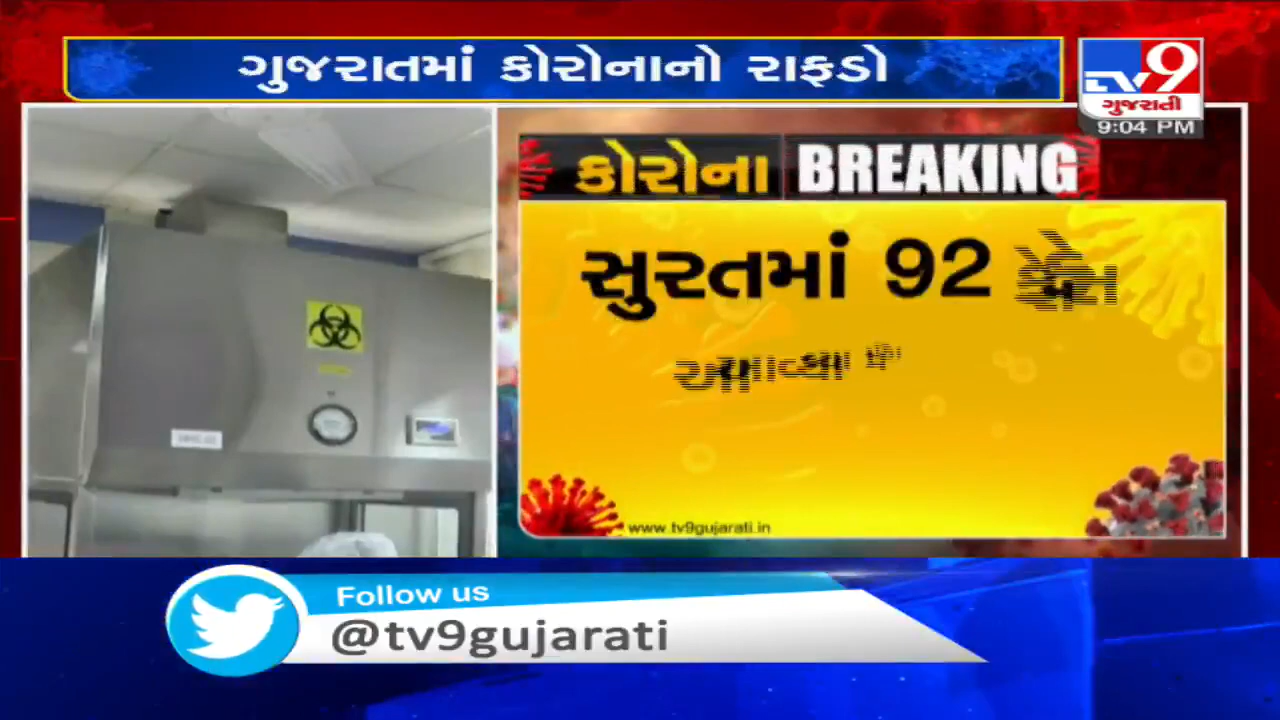 ગુજરાતમાં કોરોનાનો રાફડો
tv9
ગુજરાતી
9:04 PM
કોરોના BREAKING
સુરતમાં 92
www.tv9gujarati.in
Follow us
@tv9gujarati